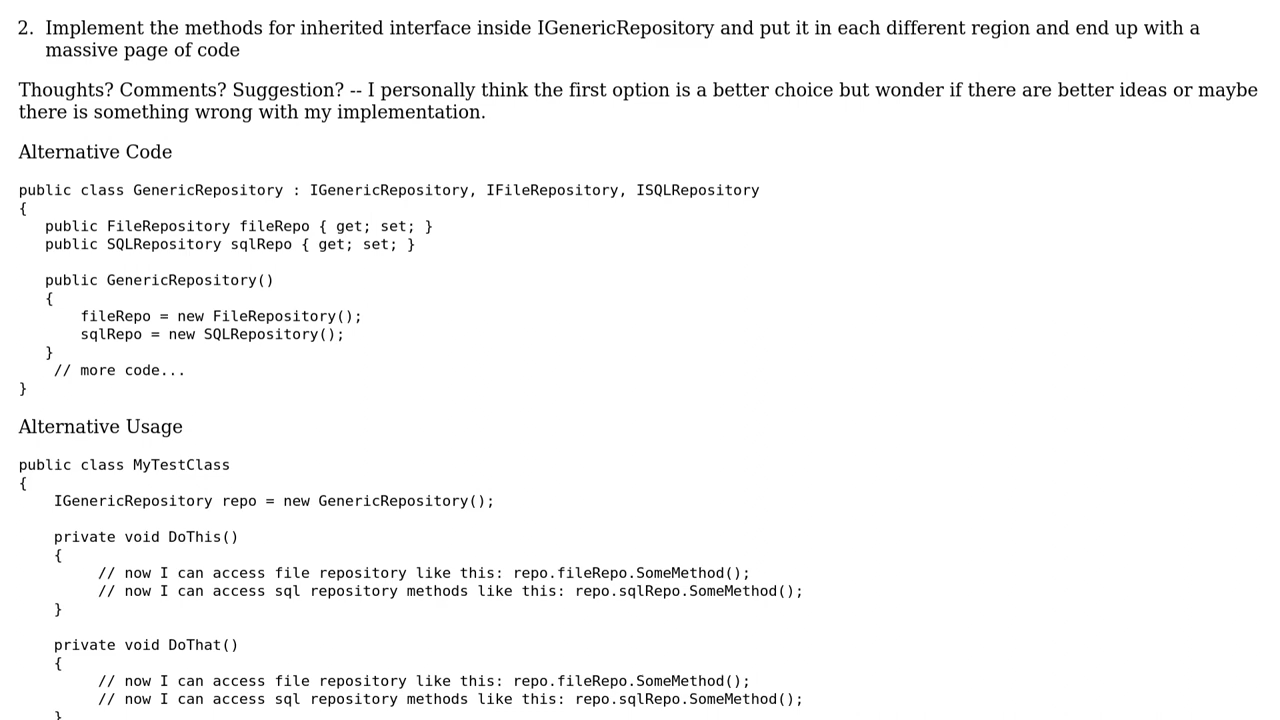 2. Implement the methods for inherited interface inside IGenericRepository and put it in each different region and end up with a
massive page of code
Thoughts? Comments? Suggestion? -- I personally think the first option is a better choice but wonder if there are better ideas or maybe
there is something wrong with my implementation.
Alternative Code
public class GenericRepository : IGenericRepository, IFileRepository, ISQLRepository
{
   public FileRepository fileRepo { get; set; }
   public SQLRepository sqlRepo { get; set; }

   public GenericRepository()
   {
       fileRepo = new FileRepository();
       sqlRepo = new SQLRepository();
   }
    // more code...
}
Alternative Usage
public class MyTestClass
{
    IGenericRepository repo = new GenericRepository();

    private void DoThis()
    {
         // now I can access file repository like this: repo.fileRepo.SomeMethod();
         // now I can access sql repository methods like this: repo.sqlRepo.SomeMethod();
    }

    private void DoThat()
    {
         // now I can access file repository like this: repo.fileRepo.SomeMethod();
         // now I can access sql repository methods like this: repo.sqlRepo.SomeMethod();
    }